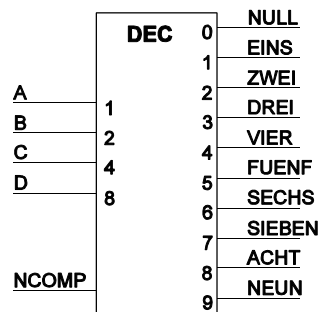 DEC
0 NULL
1 EINS
2 ZWEI
A 1
3 DREI
B 2
4 VIER
C 4
5 FUENF
D 8
6 SECHS
7 SIEBEN
8 ACHT
NCOMP
9 NEUN